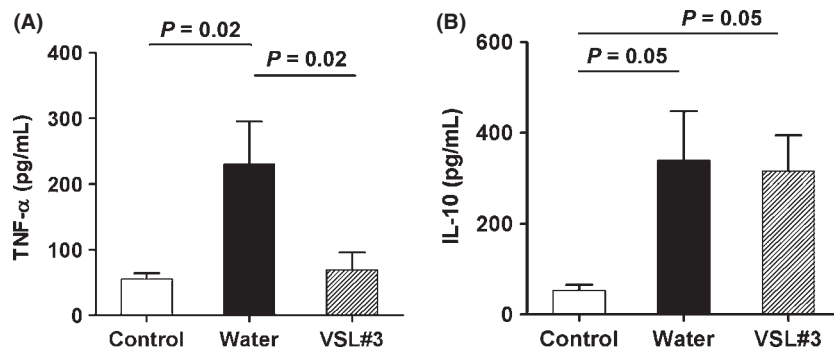 (A)
P = 0.02
P = 0.02
400
300
200
100
0
TNF-α (pg/mL)
Control Water VSL#3
(B)
P = 0.05
P = 0.05
600
400
200
0
IL-10 (pg/mL)
Control Water VSL#3